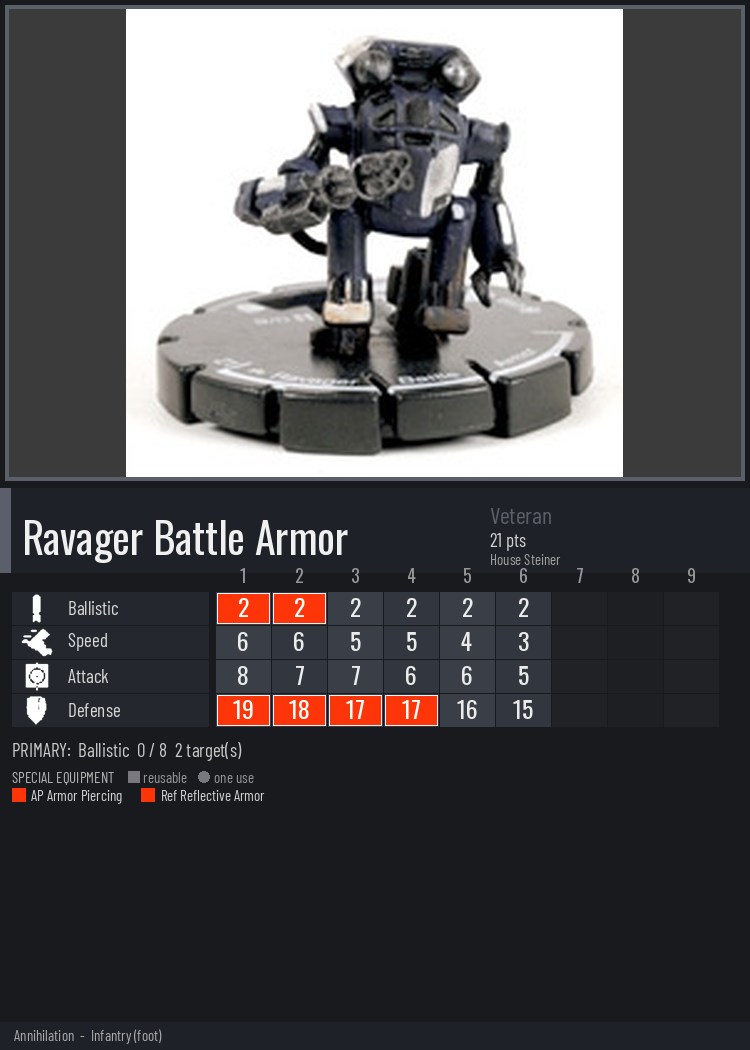 Ravager Battle Armor
Veteran
21 pts
House Steiner
1 2 3 4 5 6 7 8 9
Ballistic 2 2 2 2 2 2
Speed 6 6 5 5 4 3
Attack 8 7 7 6 6 5
Defense 19 18 17 17 16 15
PRIMARY: Ballistic 0 / 8 2 target(s)
SPECIAL EQUIPMENT reusable one use
AP Armor Piercing Ref Reflective Armor
Annihilation - Infantry (foot)